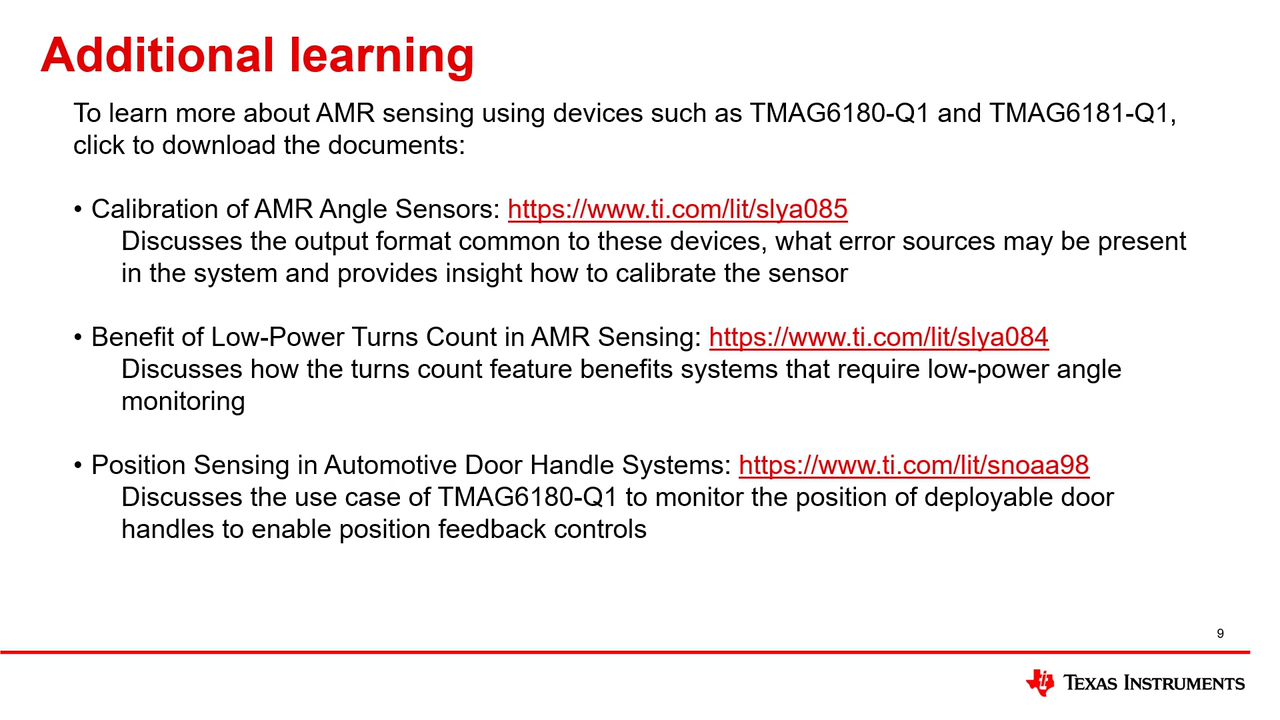 Additional learning
To learn more about AMR sensing using devices such as TMAG6180-Q1 and TMAG6181-Q1,
click to download the documents:
• Calibration of AMR Angle Sensors: https://www.ti.com/lit/slya085
Discusses the output format common to these devices, what error sources may be present
in the system and provides insight how to calibrate the sensor
• Benefit of Low-Power Turns Count in AMR Sensing: https://www.ti.com/lit/slya084
Discusses how the turns count feature benefits systems that require low-power angle
monitoring
• Position Sensing in Automotive Door Handle Systems: https://www.ti.com/lit/snoaa98
Discusses the use case of TMAG6180-Q1 to monitor the position of deployable door
handles to enable position feedback controls
9
TEXAS INSTRUMENTS